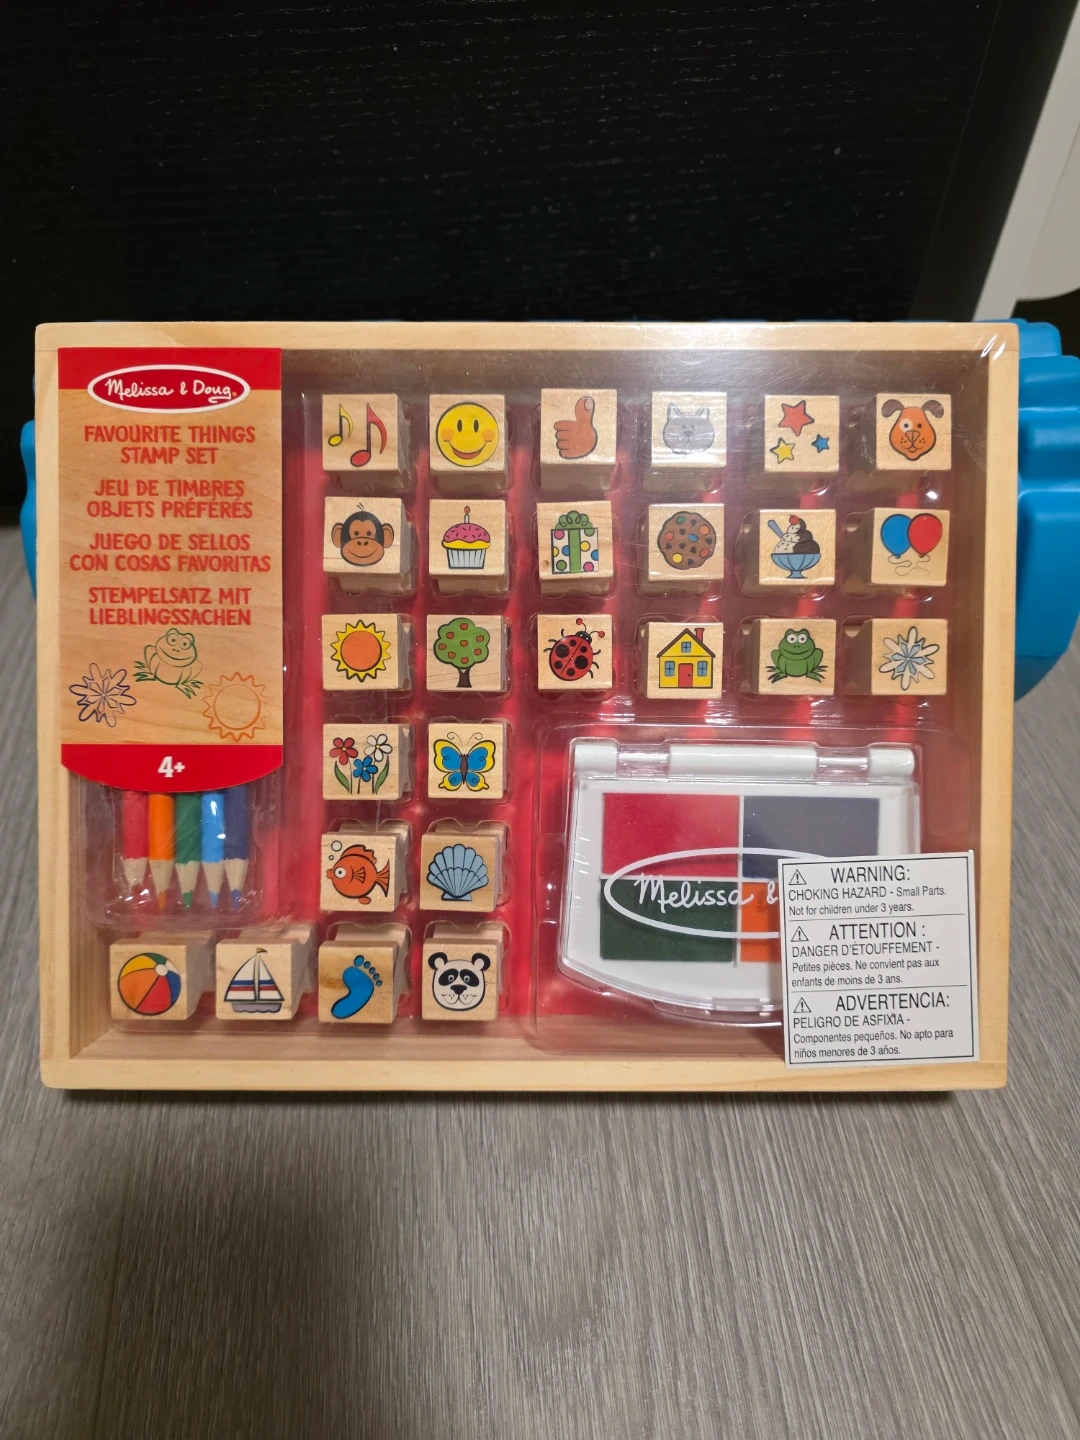 Melissa & Doug
FAVOURITE THINGS
STAMP SET
JEU DE TIMBRES
OBJETS PRÉFÉRÉS
JUEGO DE SELLOS
CON COSAS FAVORITAS
STEMPELSATZ MIT
LIEBLINGSSACHEN
4+
Melissa &
WARNING:
CHOKING HAZARD - Small Parts.
Not for children under 3 years.
ATTENTION :
DANGER D'ÉTOUFFEMENT -
Petites pièces. Ne convient pas aux
enfants de moins de 3 ans.
ADVERTENCIA:
PELIGRO DE ASFIXIA -
Componentes pequeños. No apto para
niños menores de 3 años.